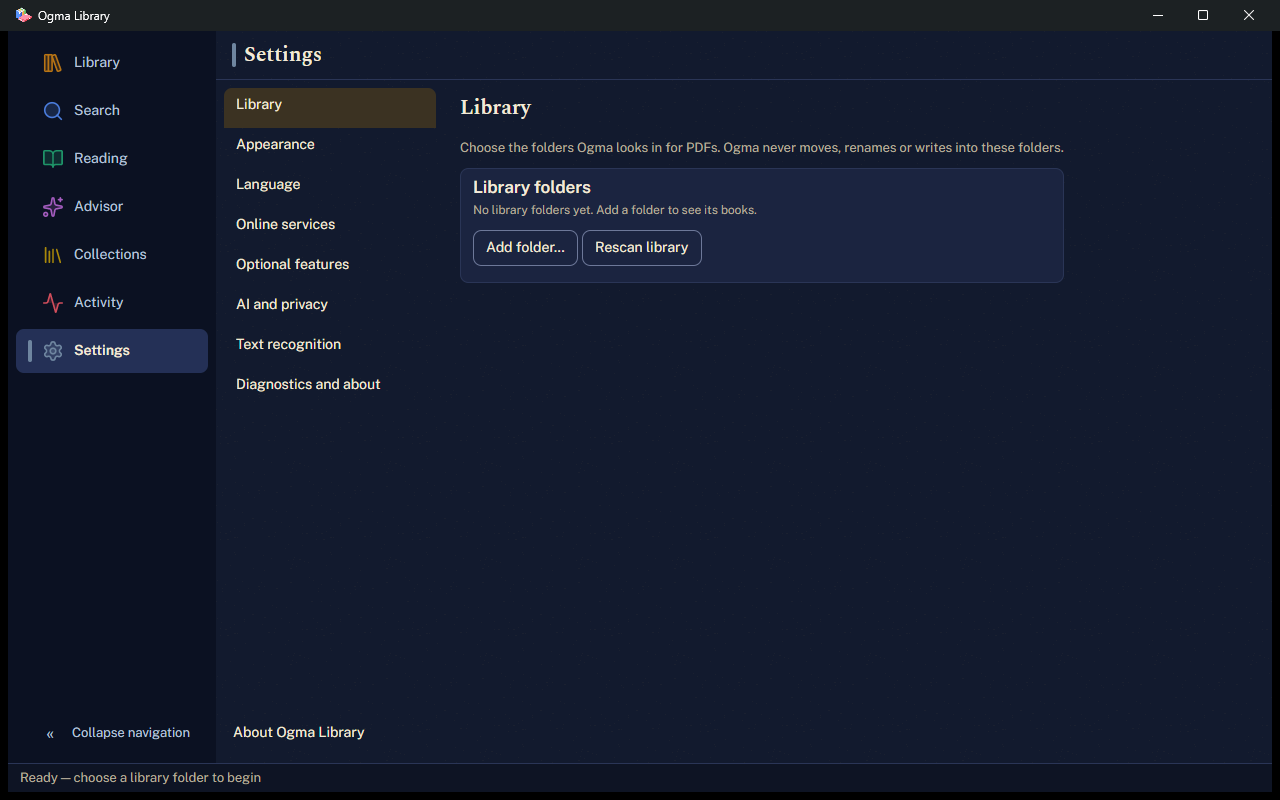 Ogma Library
Library
Search
Reading
Advisor
Collections
Activity
Settings
« Collapse navigation
Settings
Library
Appearance
Language
Online services
Optional features
AI and privacy
Text recognition
Diagnostics and about
About Ogma Library
Library
Choose the folders Ogma looks in for PDFs. Ogma never moves, renames or writes into these folders.
Library folders
No library folders yet. Add a folder to see its books.
Add folder... Rescan library
Ready — choose a library folder to begin